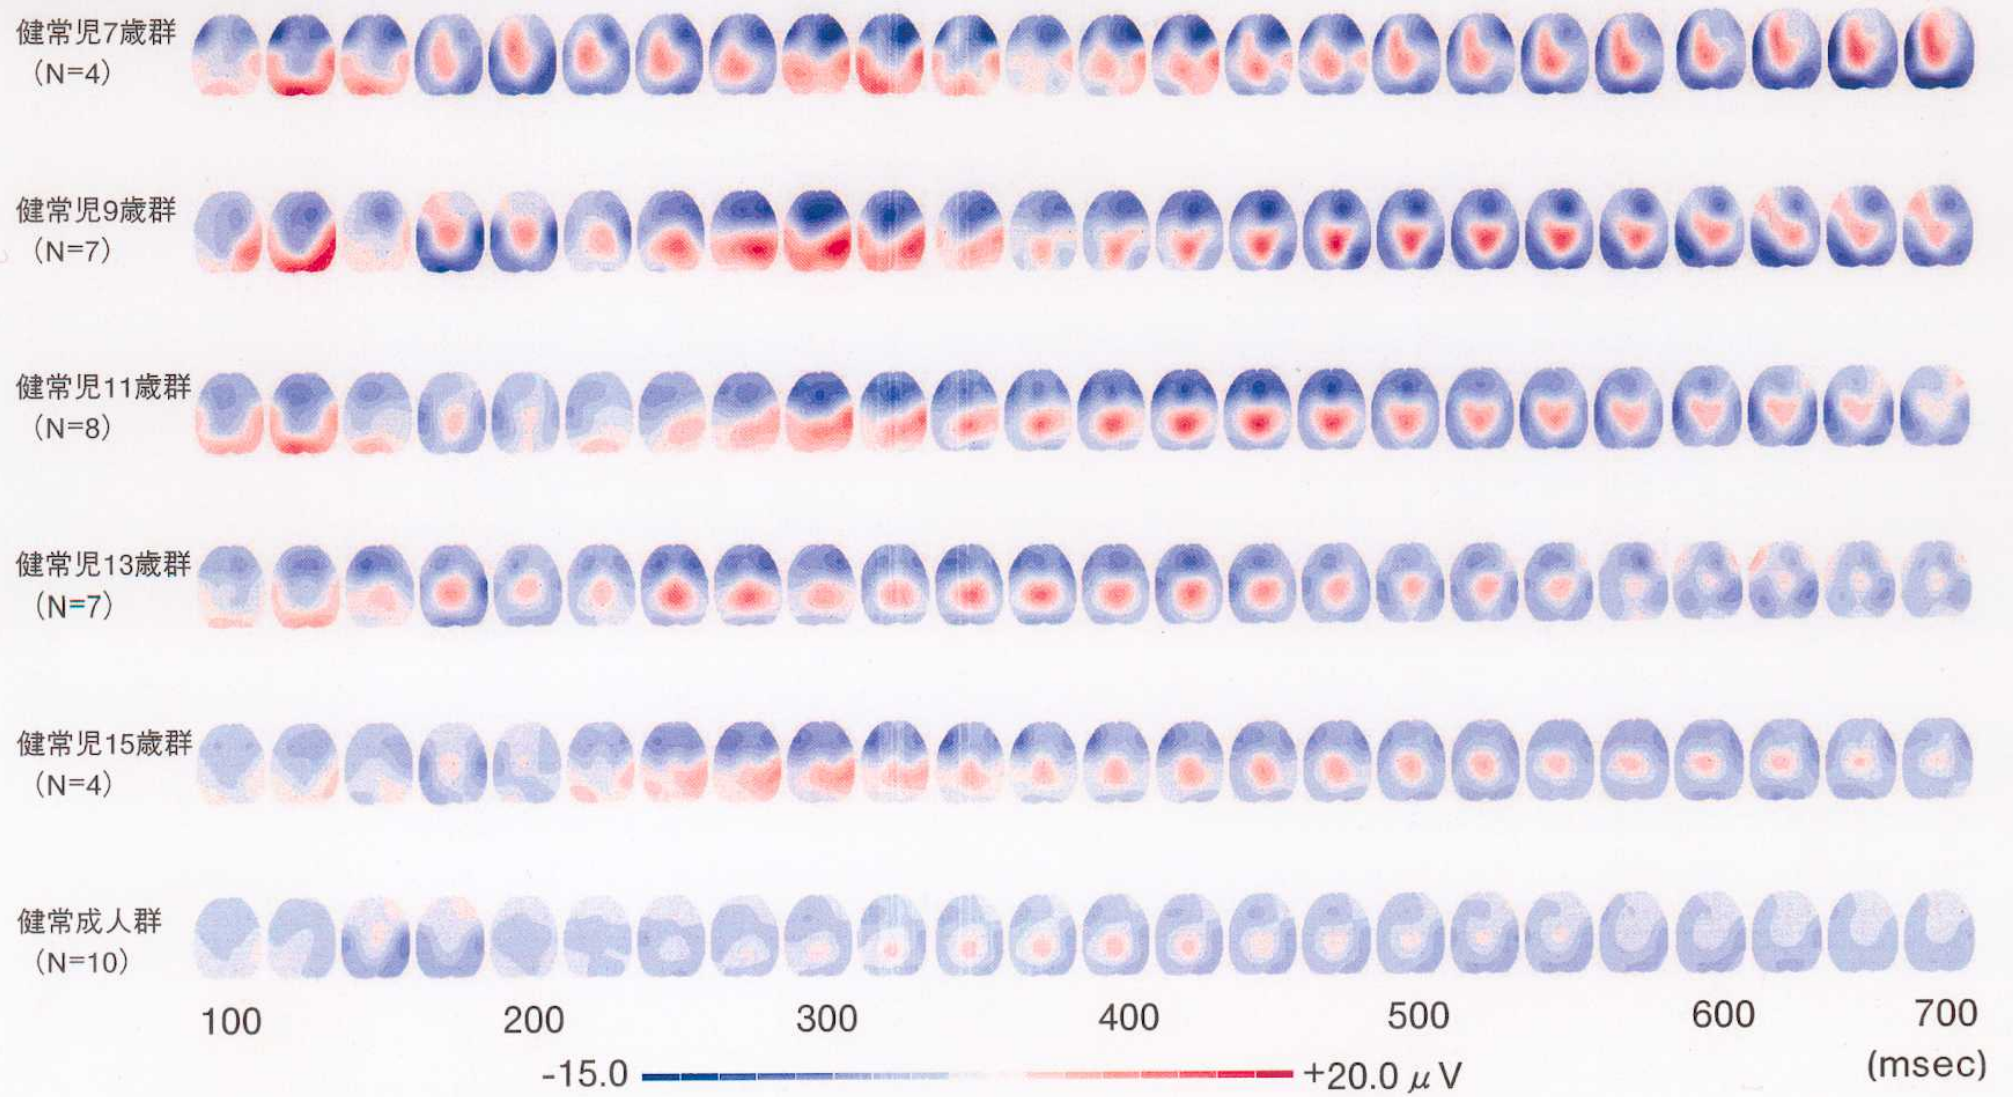 健常児7歳群
（N=4）
健常児9歳群
（N=7）
健常児11歳群
（N=8）
健常児13歳群
（N=7）
健常児15歳群
（N=4）
健常成人群
（N=10）
100 200 300 400 500 600 700
(msec)
-15.0 +20.0 μV